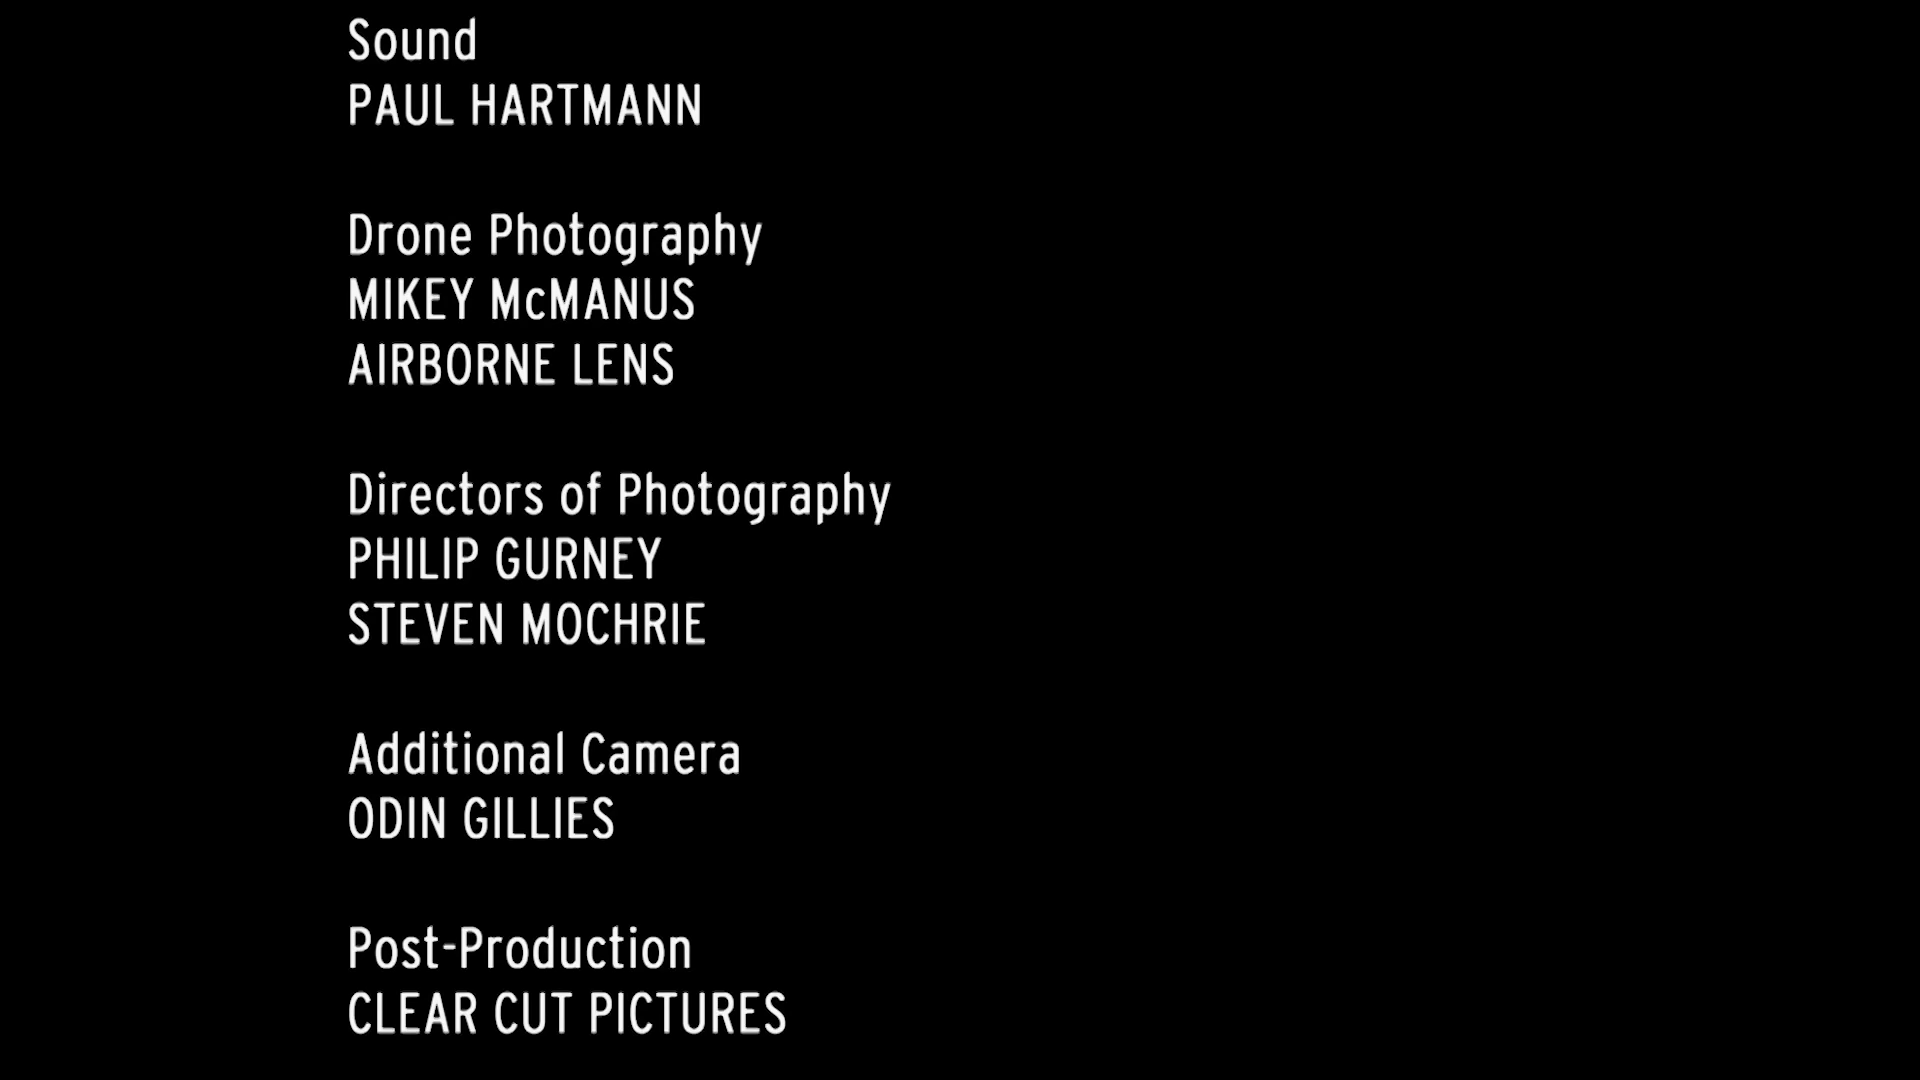 Sound
PAUL HARTMANN
Drone Photography
MIKEY McMANUS
AIRBORNE LENS
Directors of Photography
PHILIP GURNEY
STEVEN MOCHRIE
Additional Camera
ODIN GILLIES
Post-Production
CLEAR CUT PICTURES